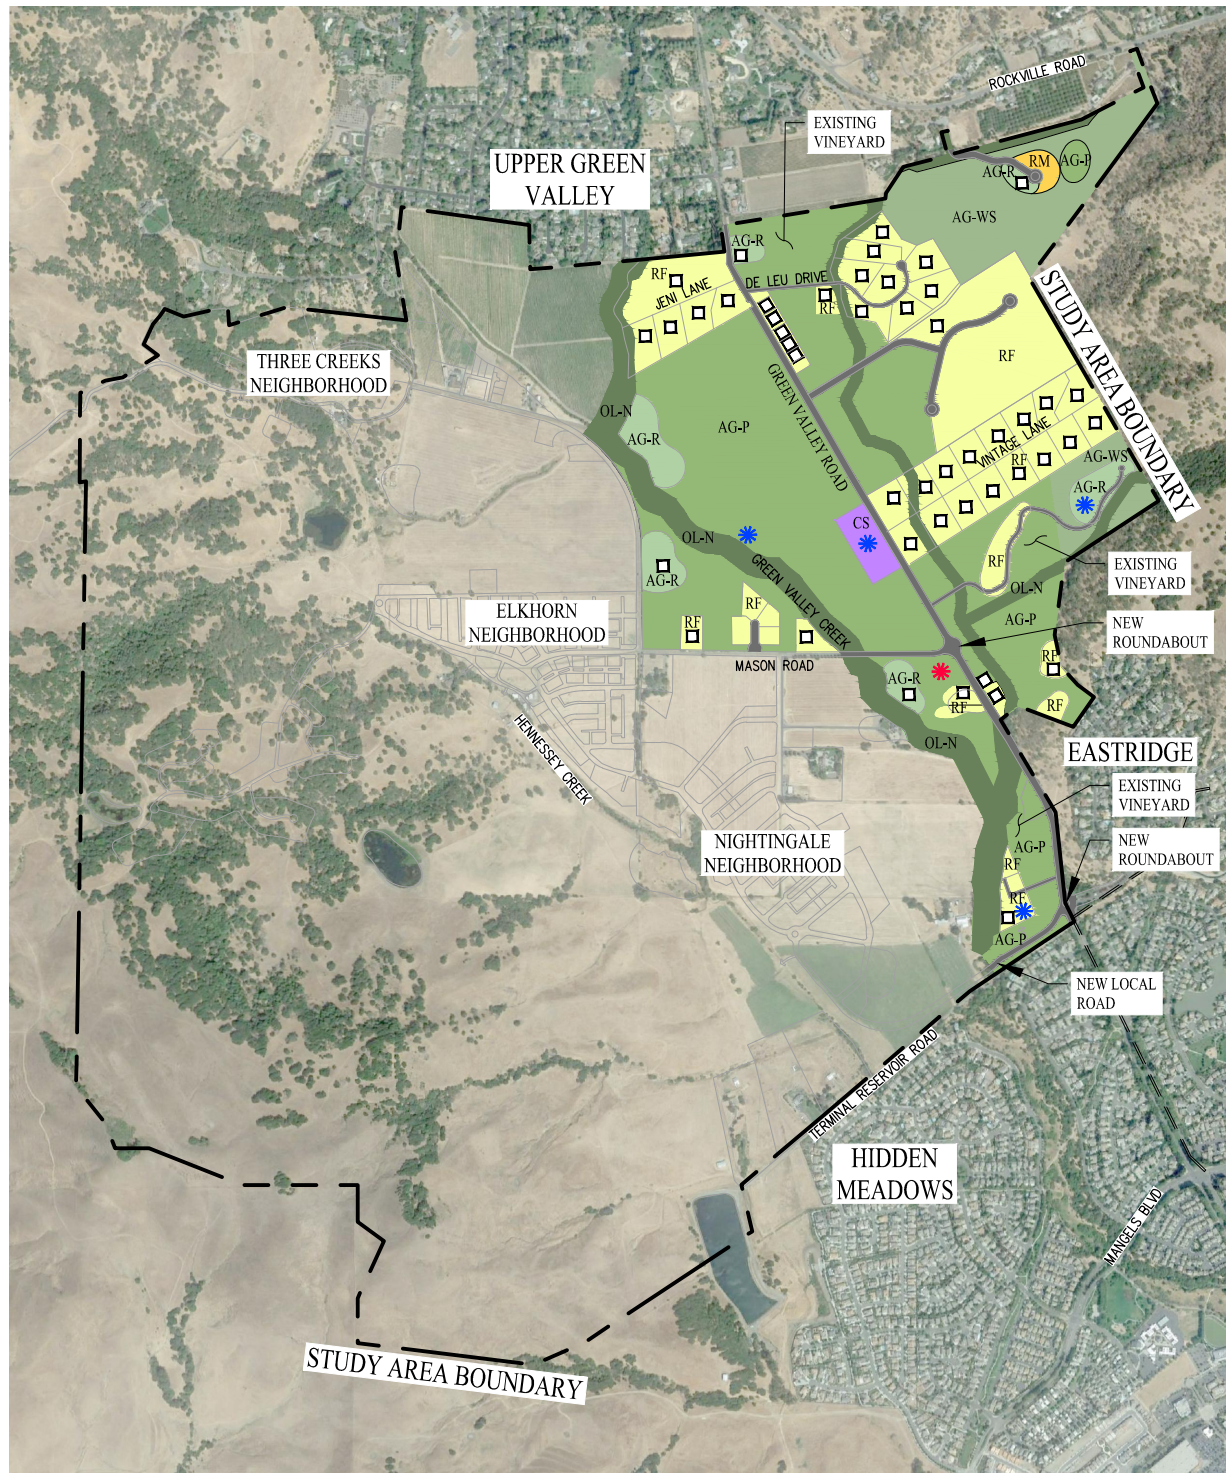 ROCKVILLE ROAD
EXISTING
VINEYARD
UPPER GREEN
VALLEY
RM
AG-P
AG-R
AG-WS
AG-R
RF
JENI LANE
DE LEU DRIVE
RF
STUDY AREA BOUNDARY
THREE CREEKS
NEIGHBORHOOD
RF
GREEN VALLEY ROAD
OL-N
AG-R
AG-P
VINTAGE LANE
RF
AG-WS
AG-R
CS
OL-N
GREEN VALLEY CREEK
AG-R
RF
EXISTING
VINEYARD
OL-N
ELKHORN
NEIGHBORHOOD
RF
RF
AG-P
NEW
ROUNDABOUT
MASON ROAD
RF
AG-R
RF
RF
HENNESSEY CREEK
OL-N
EASTRIDGE
EXISTING
VINEYARD
NIGHTINGALE
NEIGHBORHOOD
AG-P
NEW
ROUNDABOUT
RF
RF
AG-P
NEW LOCAL
ROAD
TERMINAL RESERVOIR ROAD
HIDDEN
MEADOWS
MANGELS BLVD
STUDY AREA BOUNDARY